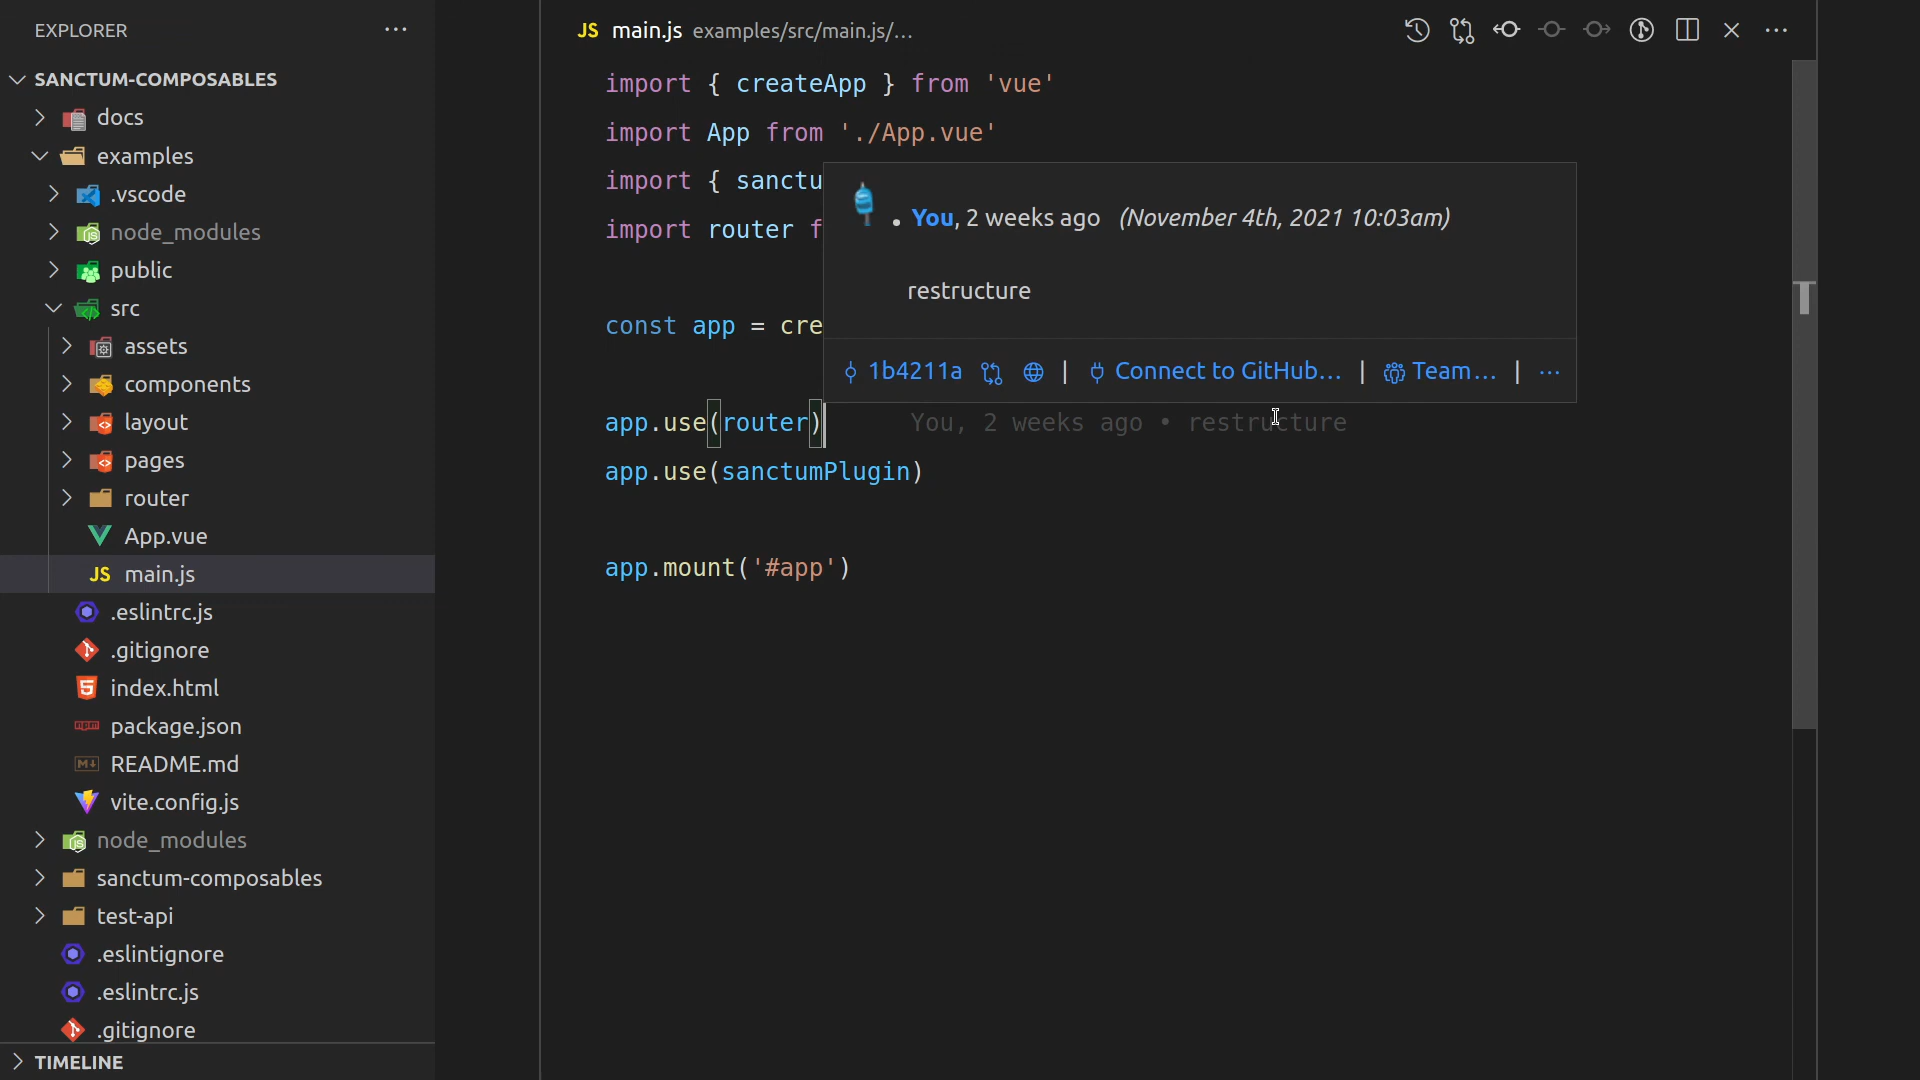 EXPLORER
SANCTUM-COMPOSABLES
docs
examples
.vscode
node_modules
public
src
assets
components
layout
pages
router
App.vue
JS main.js
.eslintrc.js
.gitignore
index.html
package.json
README.md
vite.config.js
node_modules
sanctum-composables
test-api
.eslintignore
.eslintrc.js
.gitignore
TIMELINE
JS main.js examples/src/main.js/...
import { createApp } from 'vue'
import App from './App.vue'
import { sanctu
import router f
const app = cre
You, 2 weeks ago (November 4th, 2021 10:03am)
restructure
1b4211a | Connect to GitHub... | Team... | ...
app.use(router) You, 2 weeks ago • restructure
app.use(sanctumPlugin)
app.mount('#app')